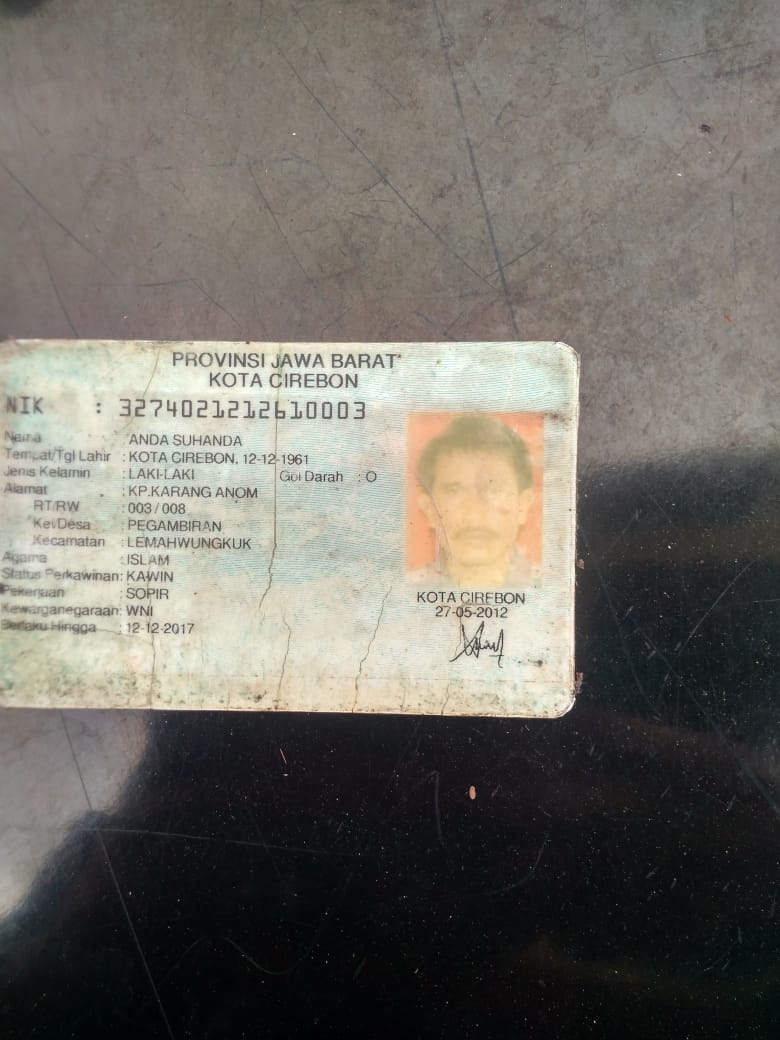 PROVINSI JAWA BARAT
KOTA CIREBON
NIK : 3274021212610003
Nama : ANDA SUHANDA
Tempat/Tgl Lahir : KOTA CIREBON, 12-12-1961
Jenis Kelamin : LAKI-LAKI Gol Darah : O
Alamat : KP.KARANG ANOM
RT/RW : 003 / 008
Kel/Desa : PEGAMBIRAN
Kecamatan : LEMAHWUNGKUK
Agama : ISLAM
Status Perkawinan: KAWIN
Pekerjaan : SOPIR
Kewarganegaraan: WNI
Berlaku Hingga : 12-12-2017
KOTA CIREBON
27-05-2012